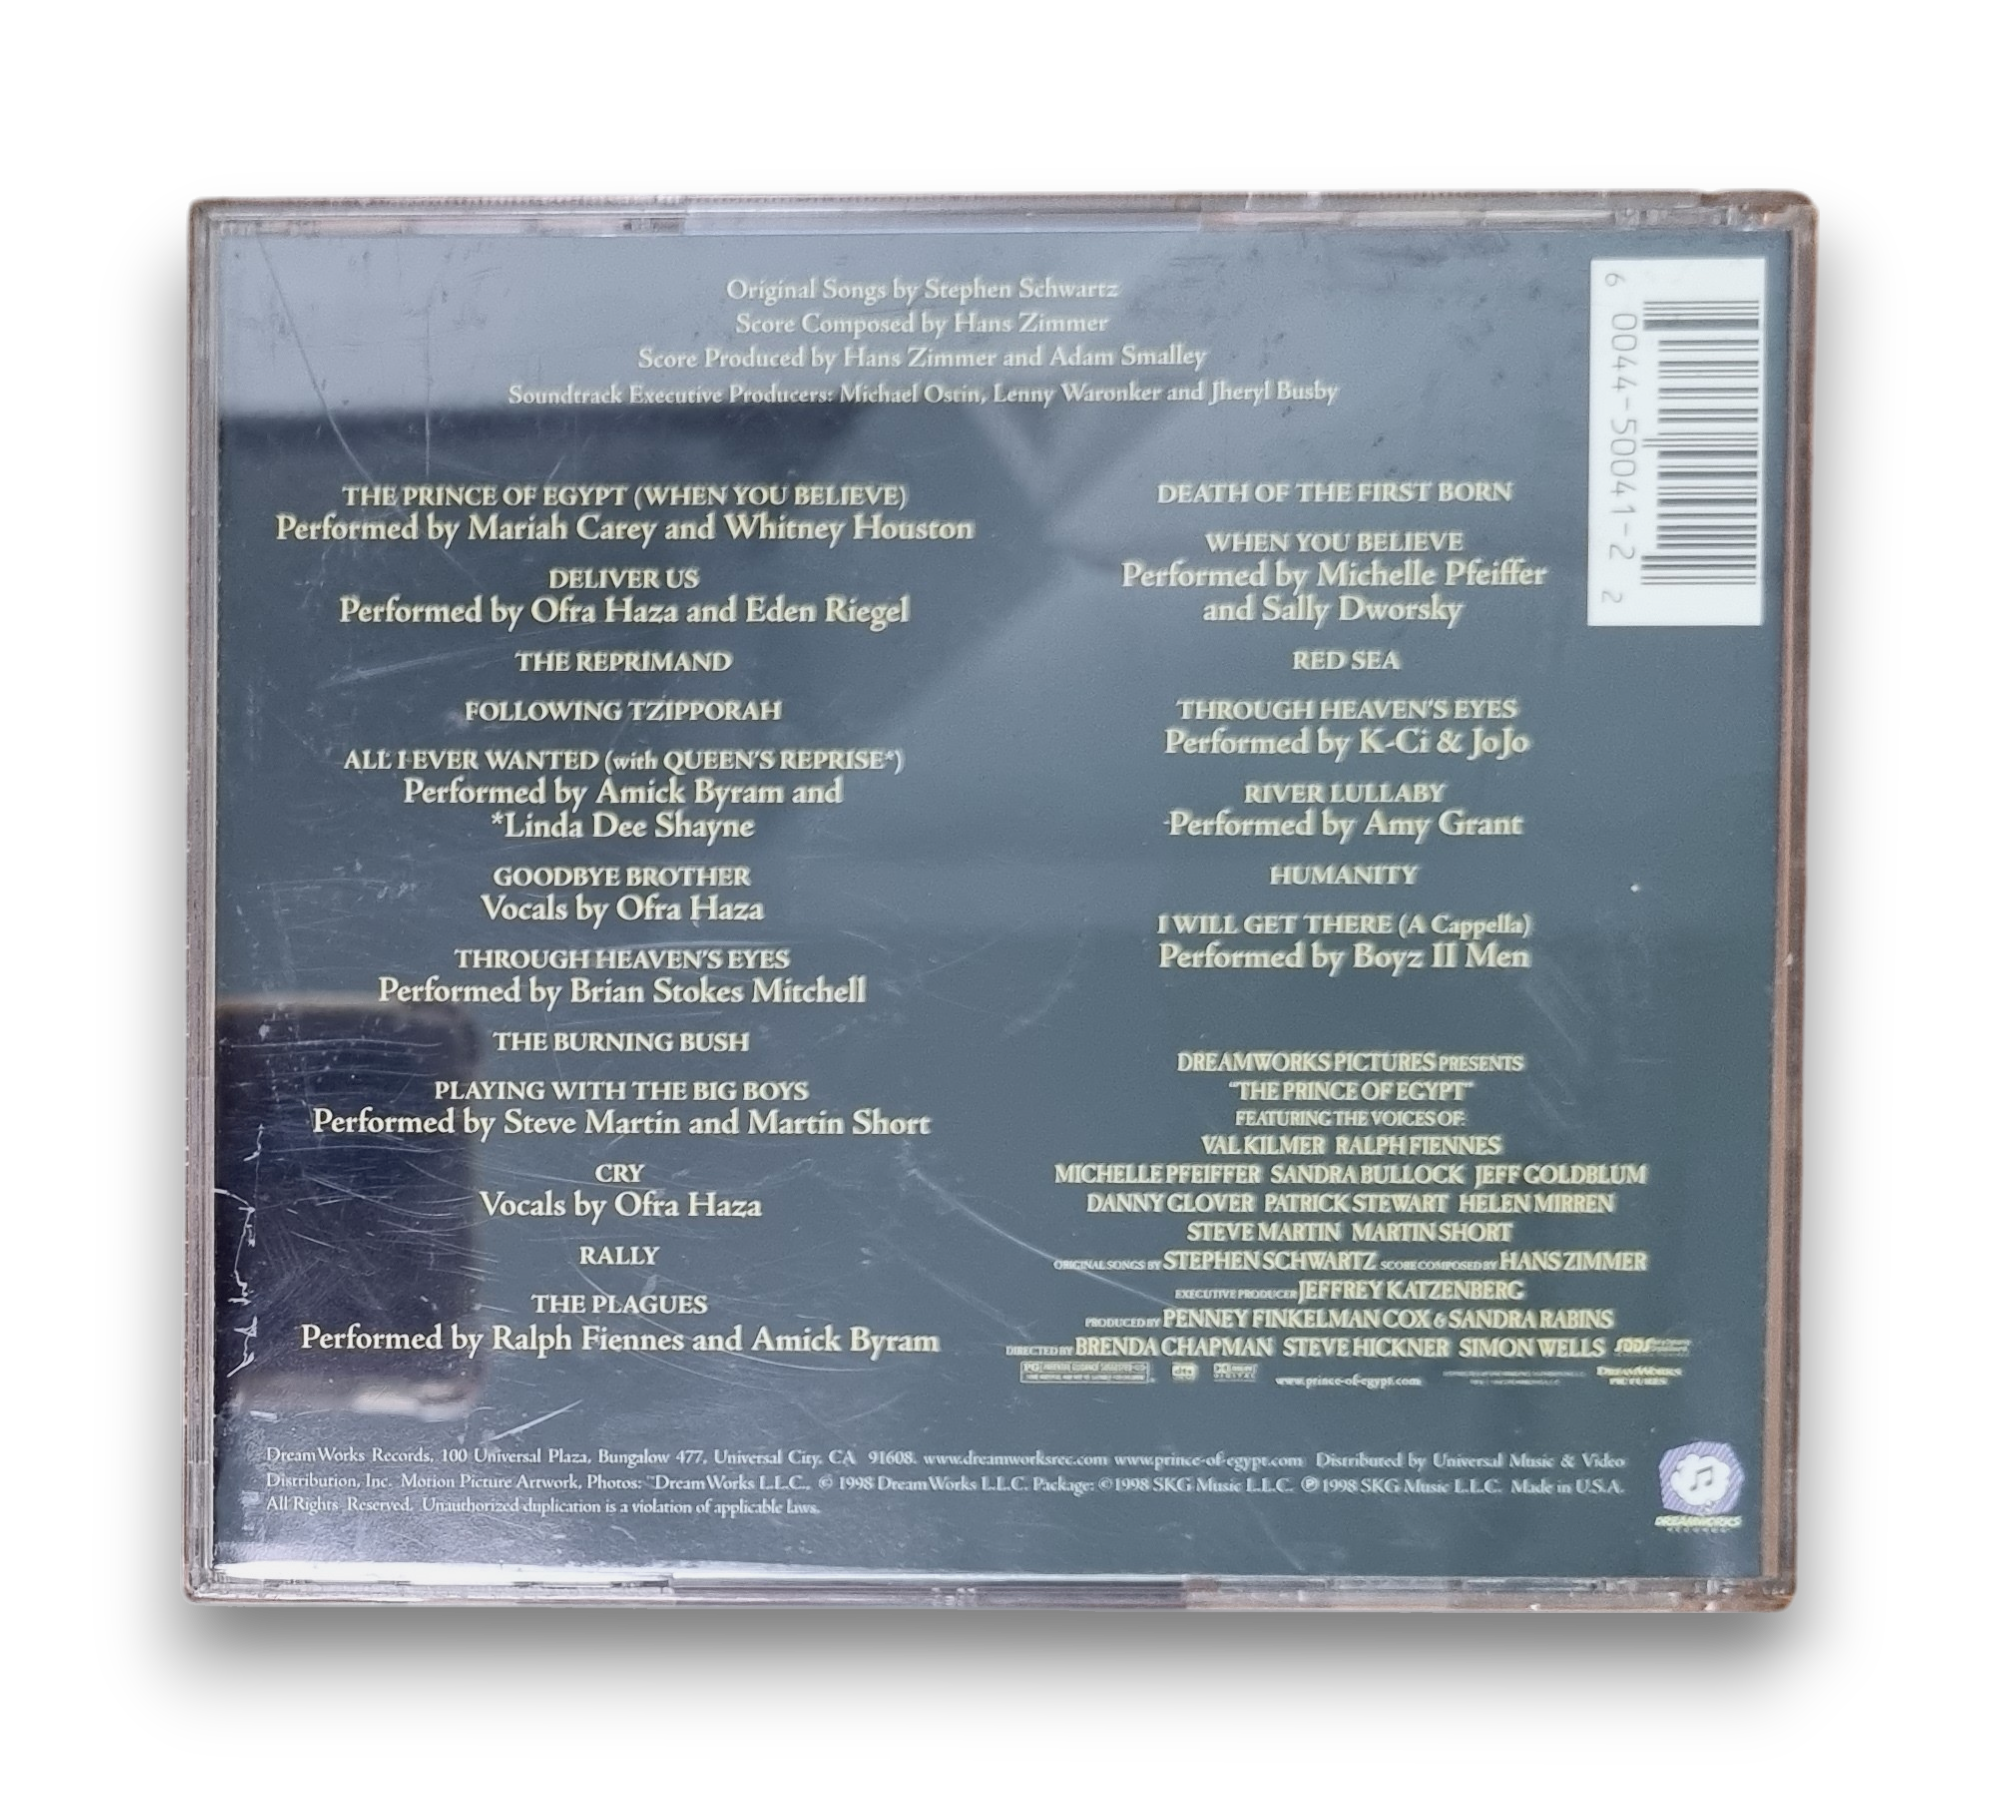 Original Songs by Stephen Schwartz
Score Composed by Hans Zimmer
Score Produced by Hans Zimmer and Adam Smalley
Soundtrack Executive Producers: Michael Ostin, Lenny Waronker and Jheryl Busby
6 00444-50041-2 2
THE PRINCE OF EGYPT (WHEN YOU BELIEVE)
Performed by Mariah Carey and Whitney Houston
DELIVER US
Performed by Ofra Haza and Eden Riegel
THE REPRIMAND
FOLLOWING TZIPPORAH
ALL I EVER WANTED (with QUEEN'S REPRISE*)
Performed by Amick Byram and
*Linda Dee Shayne
GOODBYE BROTHER
Vocals by Ofra Haza
THROUGH HEAVEN'S EYES
Performed by Brian Stokes Mitchell
THE BURNING BUSH
PLAYING WITH THE BIG BOYS
Performed by Steve Martin and Martin Short
CRY
Vocals by Ofra Haza
RALLY
THE PLAGUES
Performed by Ralph Fiennes and Amick Byram
DEATH OF THE FIRST BORN
WHEN YOU BELIEVE
Performed by Michelle Pfeiffer
and Sally Dworsky
RED SEA
THROUGH HEAVEN'S EYES
Performed by K-Ci & JoJo
RIVER LULLABY
Performed by Amy Grant
HUMANITY
I WILL GET THERE (A Cappella)
Performed by Boyz II Men
DREAMWORKS PICTURES PRESENTS
"THE PRINCE OF EGYPT"
FEATURING THE VOICES OF:
VAL KILMER RALPH FIENNES
MICHELLE PFEIFFER SANDRA BULLOCK JEFF GOLDBLUM
DANNY GLOVER PATRICK STEWART HELEN MIRREN
STEVE MARTIN MARTIN SHORT
ORIGINAL SONGS BY STEPHEN SCHWARTZ SCORE COMPOSED BY HANS ZIMMER
EXECUTIVE PRODUCER JEFFREY KATZENBERG
PRODUCED BY PENNEY FINKELMAN COX & SANDRA RABINS
DIRECTED BY BRENDA CHAPMAN STEVE HICKNER SIMON WELLS SDDS
PG dts DIGITAL www.prince-of-egypt.com DREAMWORKS
PICTURES
DreamWorks Records, 100 Universal Plaza, Bungalow 477, Universal City, CA 91608. www.dreamworksrec.com www.prince-of-egypt.com Distributed by Universal Music & Video
Distribution, Inc. Motion Picture Artwork, Photos: ™DreamWorks L.L.C., © 1998 DreamWorks L.L.C. Package: ©1998 SKG Music L.L.C. ℗1998 SKG Music L.L.C. Made in U.S.A.
All Rights Reserved. Unauthorized duplication is a violation of applicable laws.
DREAMWORKS
RECORDS